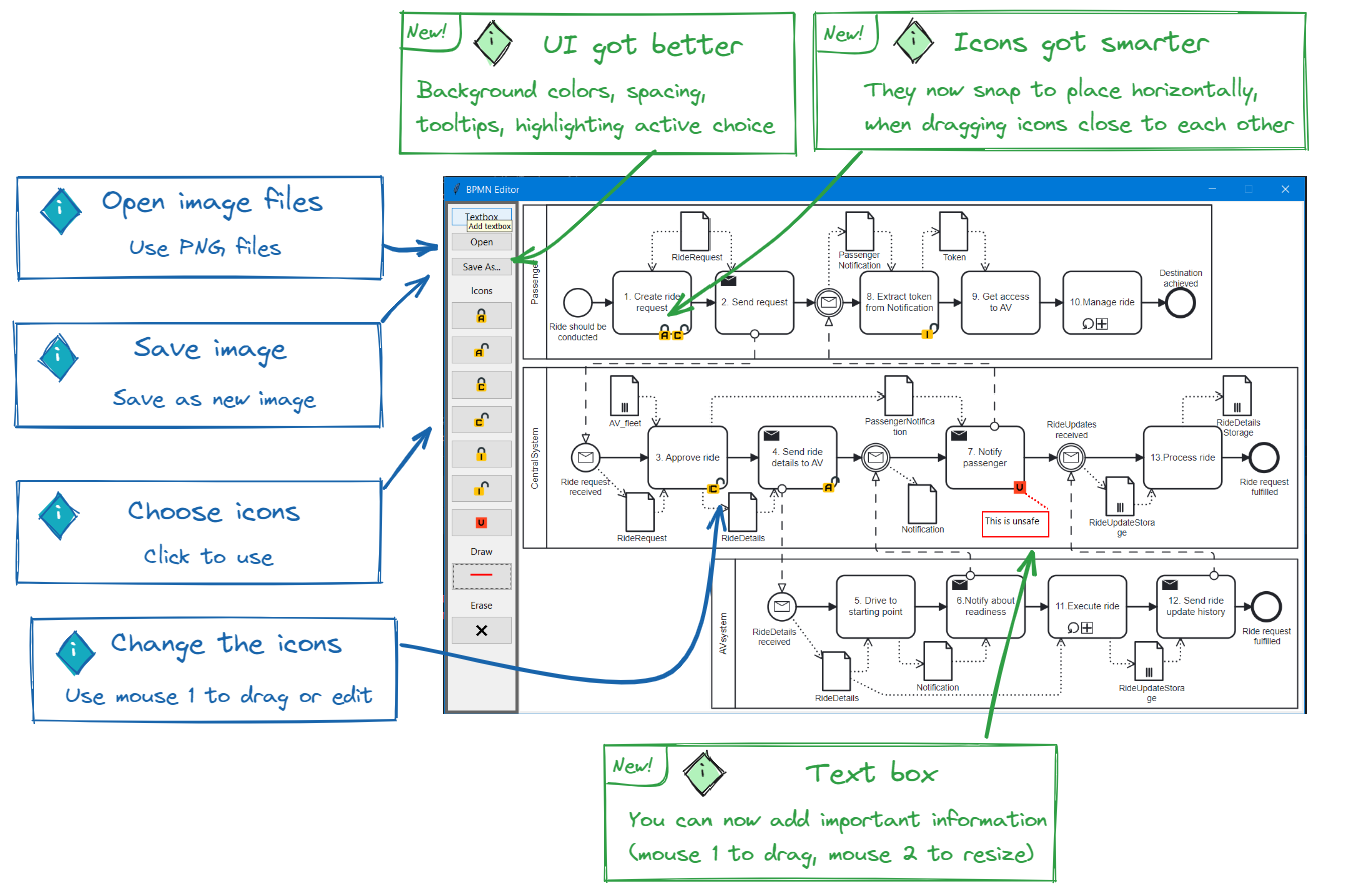 New!
UI got better
Background colors, spacing,
tooltips, highlighting active choice
New!
Icons got smarter
They now snap to place horizontally,
when dragging icons close to each other
Open image files
Use PNG files
Save image
Save as new image
Choose icons
Click to use
Change the icons
Use mouse 1 to drag or edit
BPMN Editor
Textbox
Add textbox
Open
Save As...
Icons
A
A
C
C
I
I
U
Draw
Erase
Passenger
RideRequest
Passenger
Notification
Token
Destination
achieved
Ride should be
conducted
1. Create ride
request
A C
2. Send request
8. Extract token
from Notification
I
9. Get access
to AV
10.Manage ride
CentralSystem
AV_fleet
PassengerNotifica
tion
RideUpdates
received
RideDetails
Storage
Ride request
received
3. Approve ride
C
4. Send ride
details to AV
A
7. Notify
passenger
U
13.Process ride
Ride request
fulfilled
RideRequest
RideDetails
Notification
This is unsafe
RideUpdateStora
ge
AVsystem
RideDetails
received
5. Drive to
starting point
6.Notify about
readiness
11.Execute ride
12. Send ride
update history
Ride request
fulfilled
RideDetails
Notification
RideUpdateStora
ge
New!
Text box
You can now add important information
(mouse 1 to drag, mouse 2 to resize)